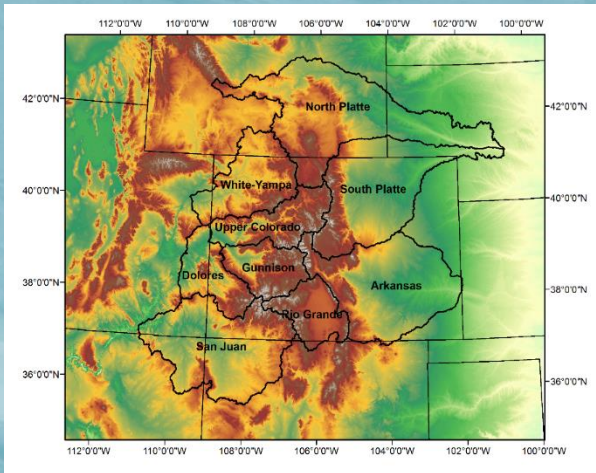 112°0'0"W 110°0'0"W 108°0'0"W 106°0'0"W 104°0'0"W 102°0'0"W 100°0'0"W
42°0'0"N North Platte 42°0'0"N
40°0'0"N White-Yampa South Platte 40°0'0"N
Upper Colorado
38°0'0"N Dolores Gunnison Arkansas 38°0'0"N
Rio Grande
San Juan
36°0'0"N 36°0'0"N
112°0'0"W 110°0'0"W 108°0'0"W 106°0'0"W 104°0'0"W 102°0'0"W 100°0'0"W